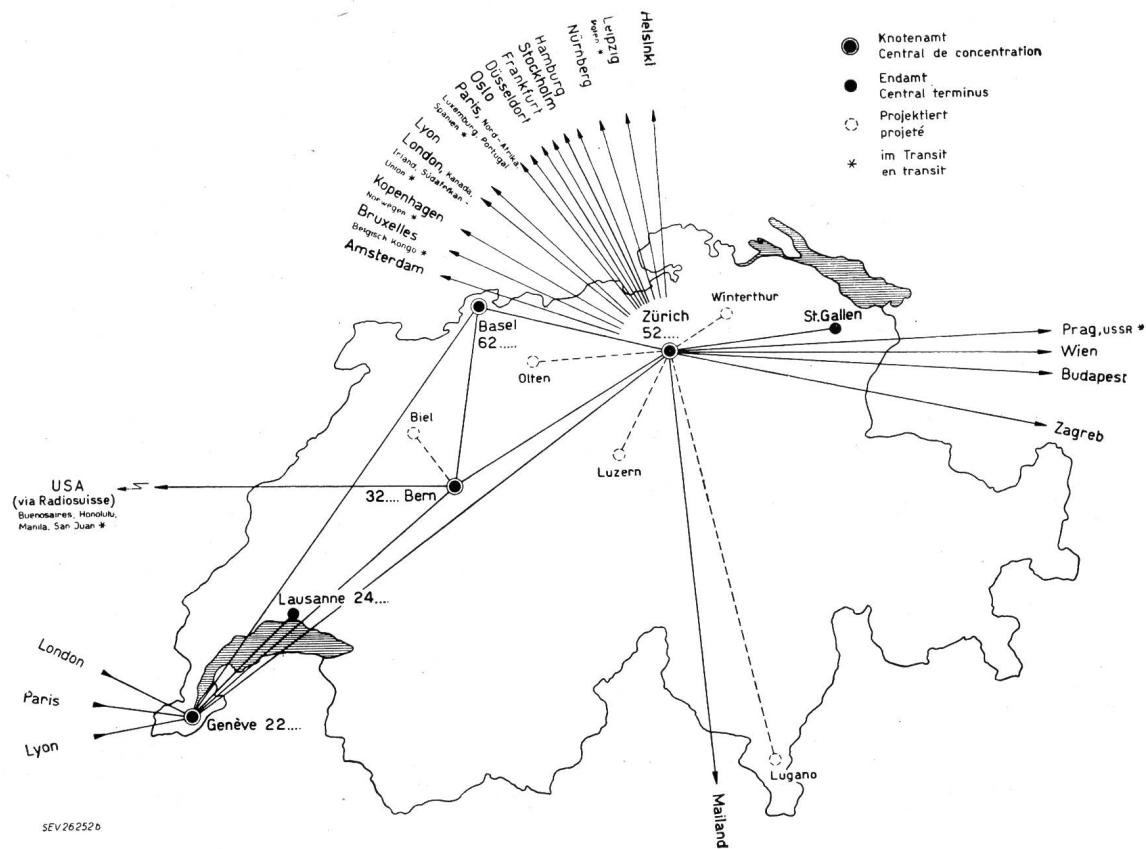 Helsinki
Leipzig
Polen *
Nürnberg
Hamburg
Stockholm
Frankfurt
Düsseldorf
Oslo
Paris, Nord-Afrika,
Luxemburg, Portugal
Spanien *
Lyon
London, Kanada,
Irland, Südafrikan.-
Union *
Kopenhagen
Norwegen *
Bruxelles
Belgisch Kongo *
Amsterdam
Knotenamt
Central de concentration
Endamt
Central terminus
Projektiert
projeté
* im Transit
en transit
Basel
62.....
Zürich
52....
Winterthur
St.Gallen
Prag, USSR *
Wien
Budapest
Zagreb
Olten
Biel
Luzern
32.... Bern
USA
(via Radiosuisse)
Buenosaires, Honolulu,
Manila, San Juan *
Lausanne 24....
London
Paris
Lyon
Genève 22....
Lugano
Mailand
SEV26252b